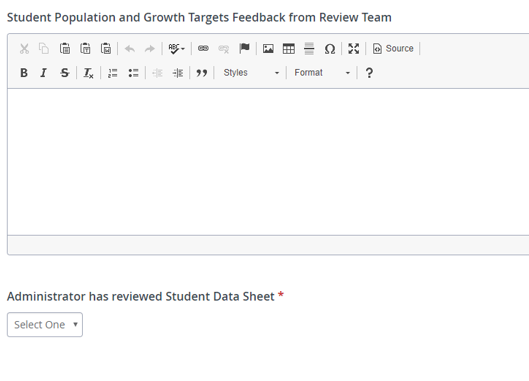 Student Population and Growth Targets Feedback from Review Team
ABC Ω Source
B I S Tx Styles Format ?
Administrator has reviewed Student Data Sheet *
Select One